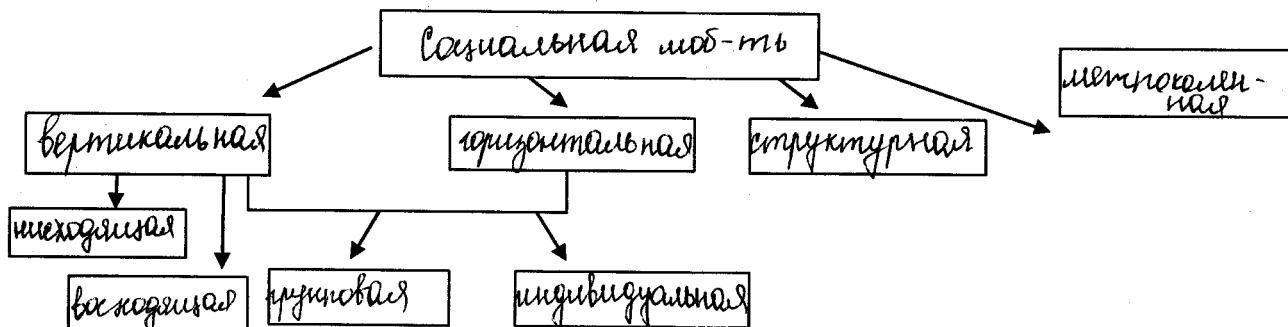 Социальная моб-ть
межпоколен-
ная
вертикальная
горизонтальная
структурная
нисходящая
восходящая
групповая
индивидуальная